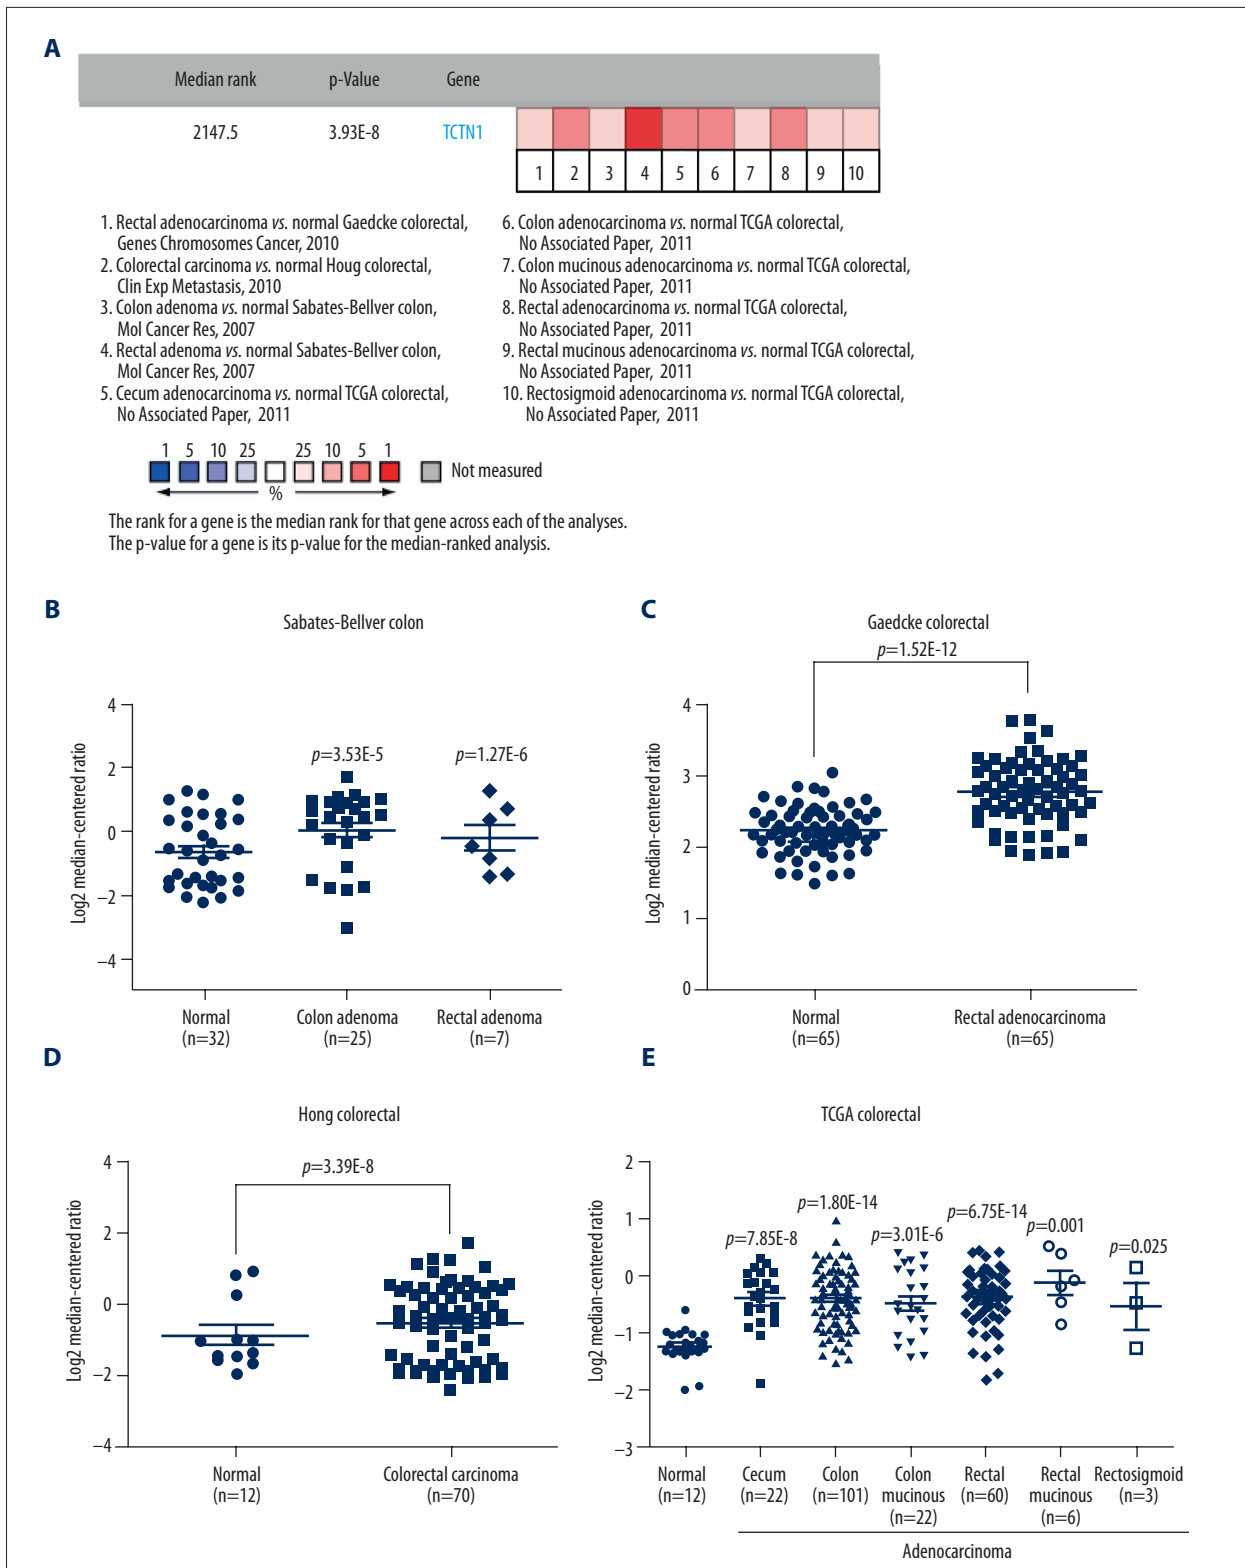 A
Median rank p-Value Gene
2147.5 3.93E-8 TCTN1
1 2 3 4 5 6 7 8 9 10
1. Rectal adenocarcinoma vs. normal Gaedcke colorectal,
Genes Chromosomes Cancer, 2010
2. Colorectal carcinoma vs. normal Houg colorectal,
Clin Exp Metastasis, 2010
3. Colon adenoma vs. normal Sabates-Bellver colon,
Mol Cancer Res, 2007
4. Rectal adenoma vs. normal Sabates-Bellver colon,
Mol Cancer Res, 2007
5. Cecum adenocarcinoma vs. normal TCGA colorectal,
No Associated Paper, 2011
6. Colon adenocarcinoma vs. normal TCGA colorectal,
No Associated Paper, 2011
7. Colon mucinous adenocarcinoma vs. normal TCGA colorectal,
No Associated Paper, 2011
8. Rectal adenocarcinoma vs. normal TCGA colorectal,
No Associated Paper, 2011
9. Rectal mucinous adenocarcinoma vs. normal TCGA colorectal,
No Associated Paper, 2011
10. Rectosigmoid adenocarcinoma vs. normal TCGA colorectal,
No Associated Paper, 2011
1 5 10 25 25 10 5 1
Not measured
%
The rank for a gene is the median rank for that gene across each of the analyses.
The p-value for a gene is its p-value for the median-ranked analysis.
B
Sabates-Bellver colon
Log2 median-centered ratio
4
2
0
−2
−4
p=3.53E-5
p=1.27E-6
Normal
(n=32)
Colon adenoma
(n=25)
Rectal adenoma
(n=7)
C
Gaedcke colorectal
p=1.52E-12
Log2 median-centered ratio
4
3
2
1
0
Normal
(n=65)
Rectal adenocarcinoma
(n=65)
D
Hong colorectal
p=3.39E-8
Log2 median-centered ratio
4
2
0
−2
−4
Normal
(n=12)
Colorectal carcinoma
(n=70)
E
TCGA colorectal
Log2 median-centered ratio
2
1
−0
−1
−2
−3
p=7.85E-8
p=1.80E-14
p=3.01E-6
p=6.75E-14
p=0.001
p=0.025
Normal
(n=12)
Cecum
(n=22)
Colon
(n=101)
Colon
mucinous
(n=22)
Rectal
(n=60)
Rectal
mucinous
(n=6)
Rectosigmoid
(n=3)
Adenocarcinoma